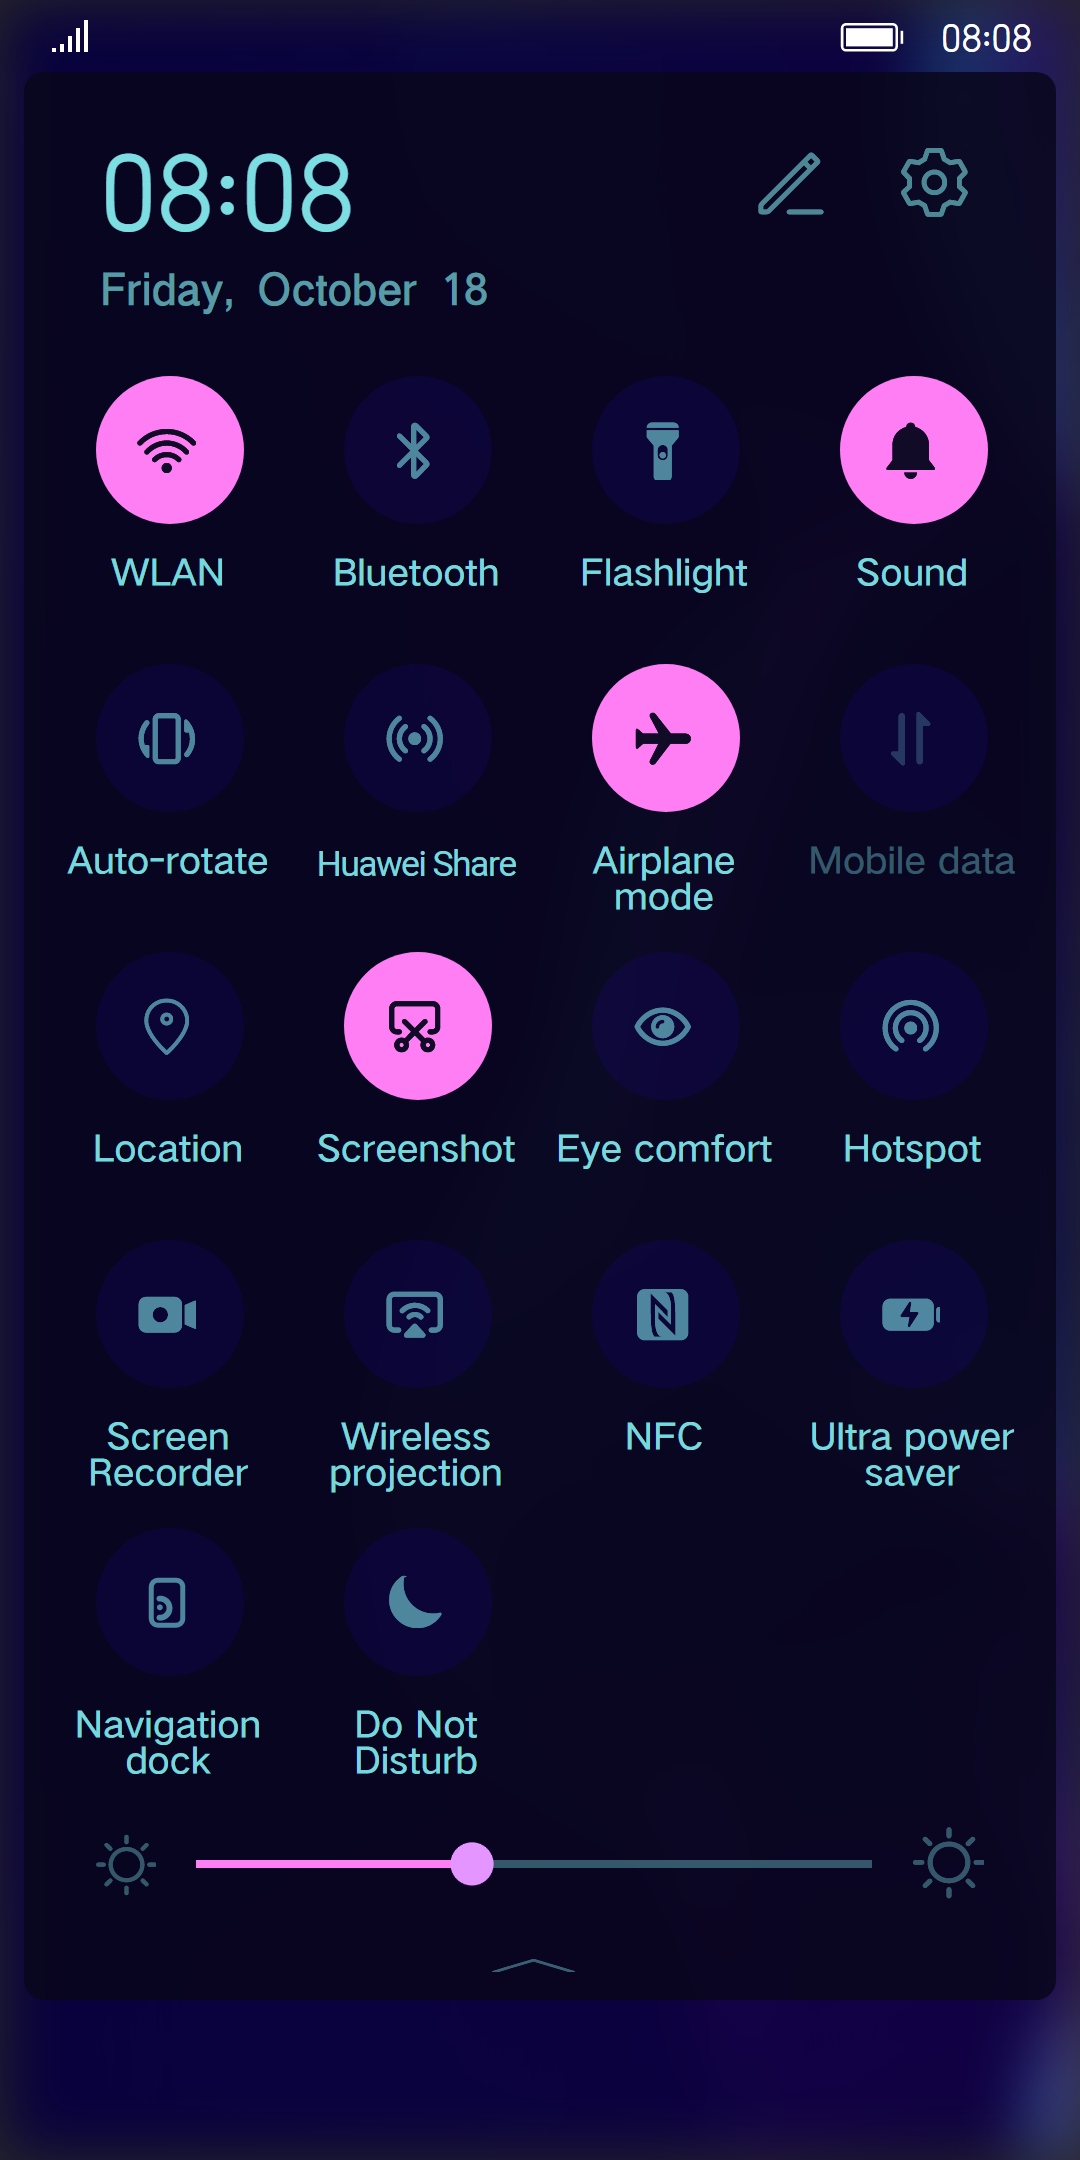 08:08
08:08
Friday, October 18
WLAN
Bluetooth
Flashlight
Sound
Auto-rotate
Huawei Share
Airplane
mode
Mobile data
Location
Screenshot
Eye comfort
Hotspot
Screen
Recorder
Wireless
projection
NFC
Ultra power
saver
Navigation
dock
Do Not
Disturb